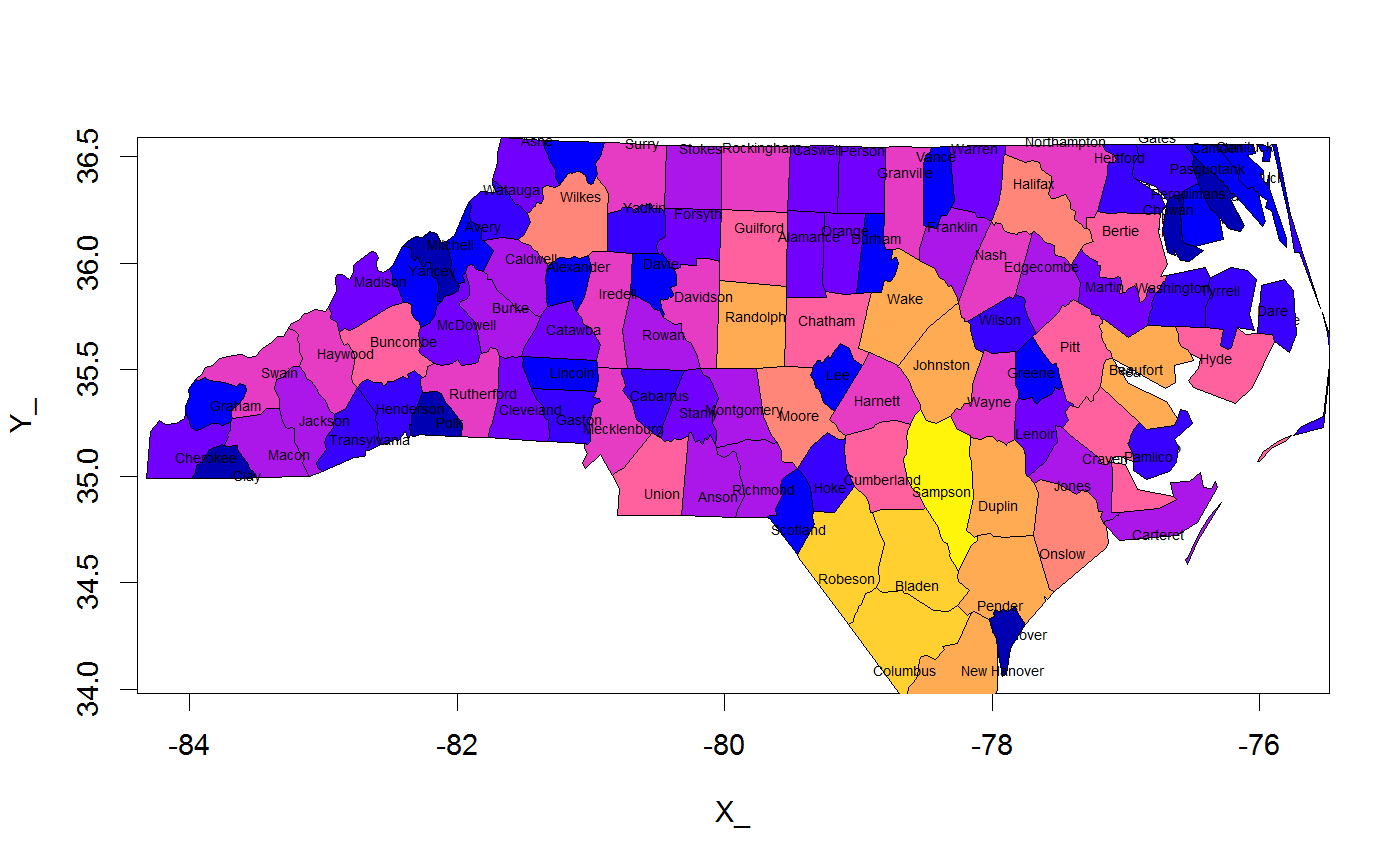 Y_
36.5
36.0
35.5
35.0
34.5
34.0
Ashe
Surry
Stokes
Rockingham
Caswell
Person
Vance
Warren
Northampton
Gates
Hertford
Granville
Halifax
Pasquotank
Watauga
Wilkes
Yadkin
Forsyth
Perquimans
Chowan
Avery
Guilford
Alamance
Orange
Durham
Franklin
Bertie
Mitchell
Yancey
Caldwell
Alexander
Davie
Nash
Edgecombe
Madison
Burke
Iredell
Davidson
Wake
Martin
Washington
Tyrrell
Dare
McDowell
Catawba
Rowan
Randolph
Chatham
Wilson
Buncombe
Haywood
Pitt
Hyde
Swain
Lincoln
Lee
Johnston
Greene
Beaufort
Graham
Jackson
Henderson
Polk
Rutherford
Cleveland
Gaston
Cabarrus
Stanly
Montgomery
Moore
Harnett
Wayne
Transylvania
Mecklenburg
Lenoir
Cherokee
Clay
Macon
Craven
Pamlico
Union
Anson
Richmond
Hoke
Cumberland
Sampson
Duplin
Jones
Scotland
Carteret
Onslow
Robeson
Bladen
Pender
Columbus
New Hanover
-84
-82
-80
-78
-76
X_